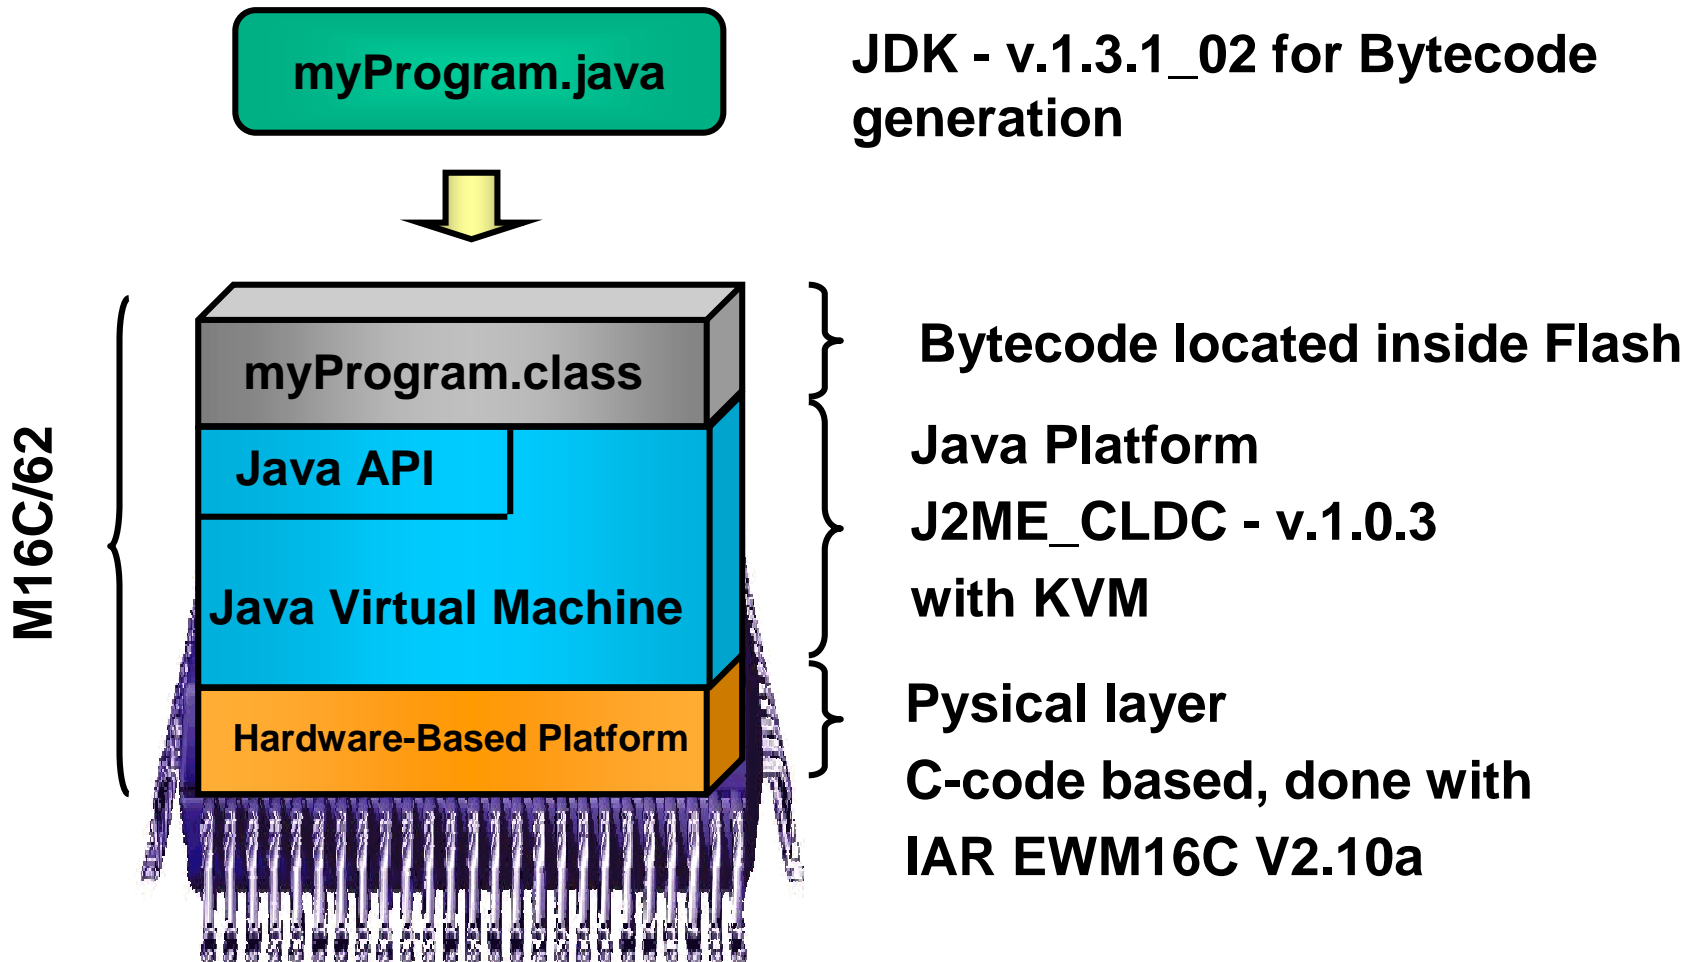 myProgram.java
JDK - v.1.3.1_02 for Bytecode
generation
M16C/62
myProgram.class
Bytecode located inside Flash
Java API
Java Virtual Machine
Java Platform
J2ME_CLDC - v.1.0.3
with KVM
Hardware-Based Platform
Pysical layer
C-code based, done with
IAR EWM16C V2.10a